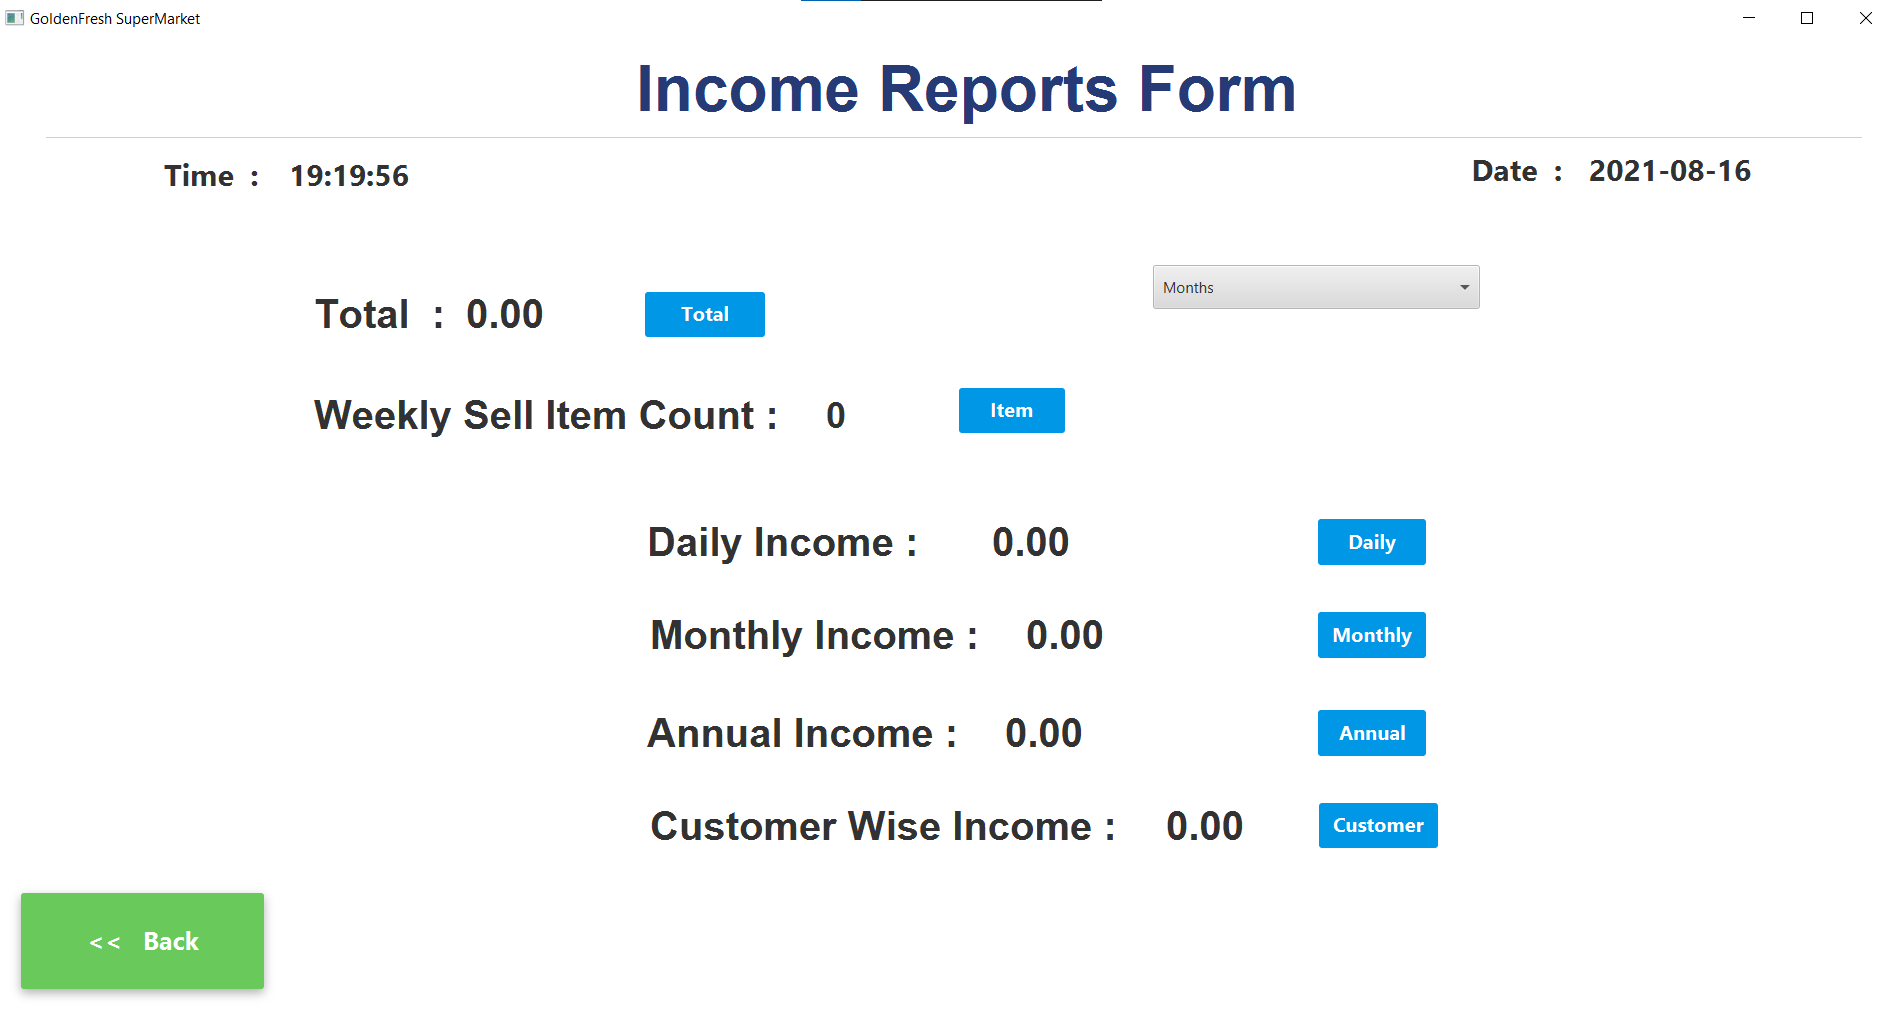 GoldenFresh SuperMarket
Income Reports Form
Time : 19:19:56
Date : 2021-08-16
Months
Total : 0.00 Total
Weekly Sell Item Count : 0 Item
Daily Income : 0.00 Daily
Monthly Income : 0.00 Monthly
Annual Income : 0.00 Annual
Customer Wise Income : 0.00 Customer
<< Back